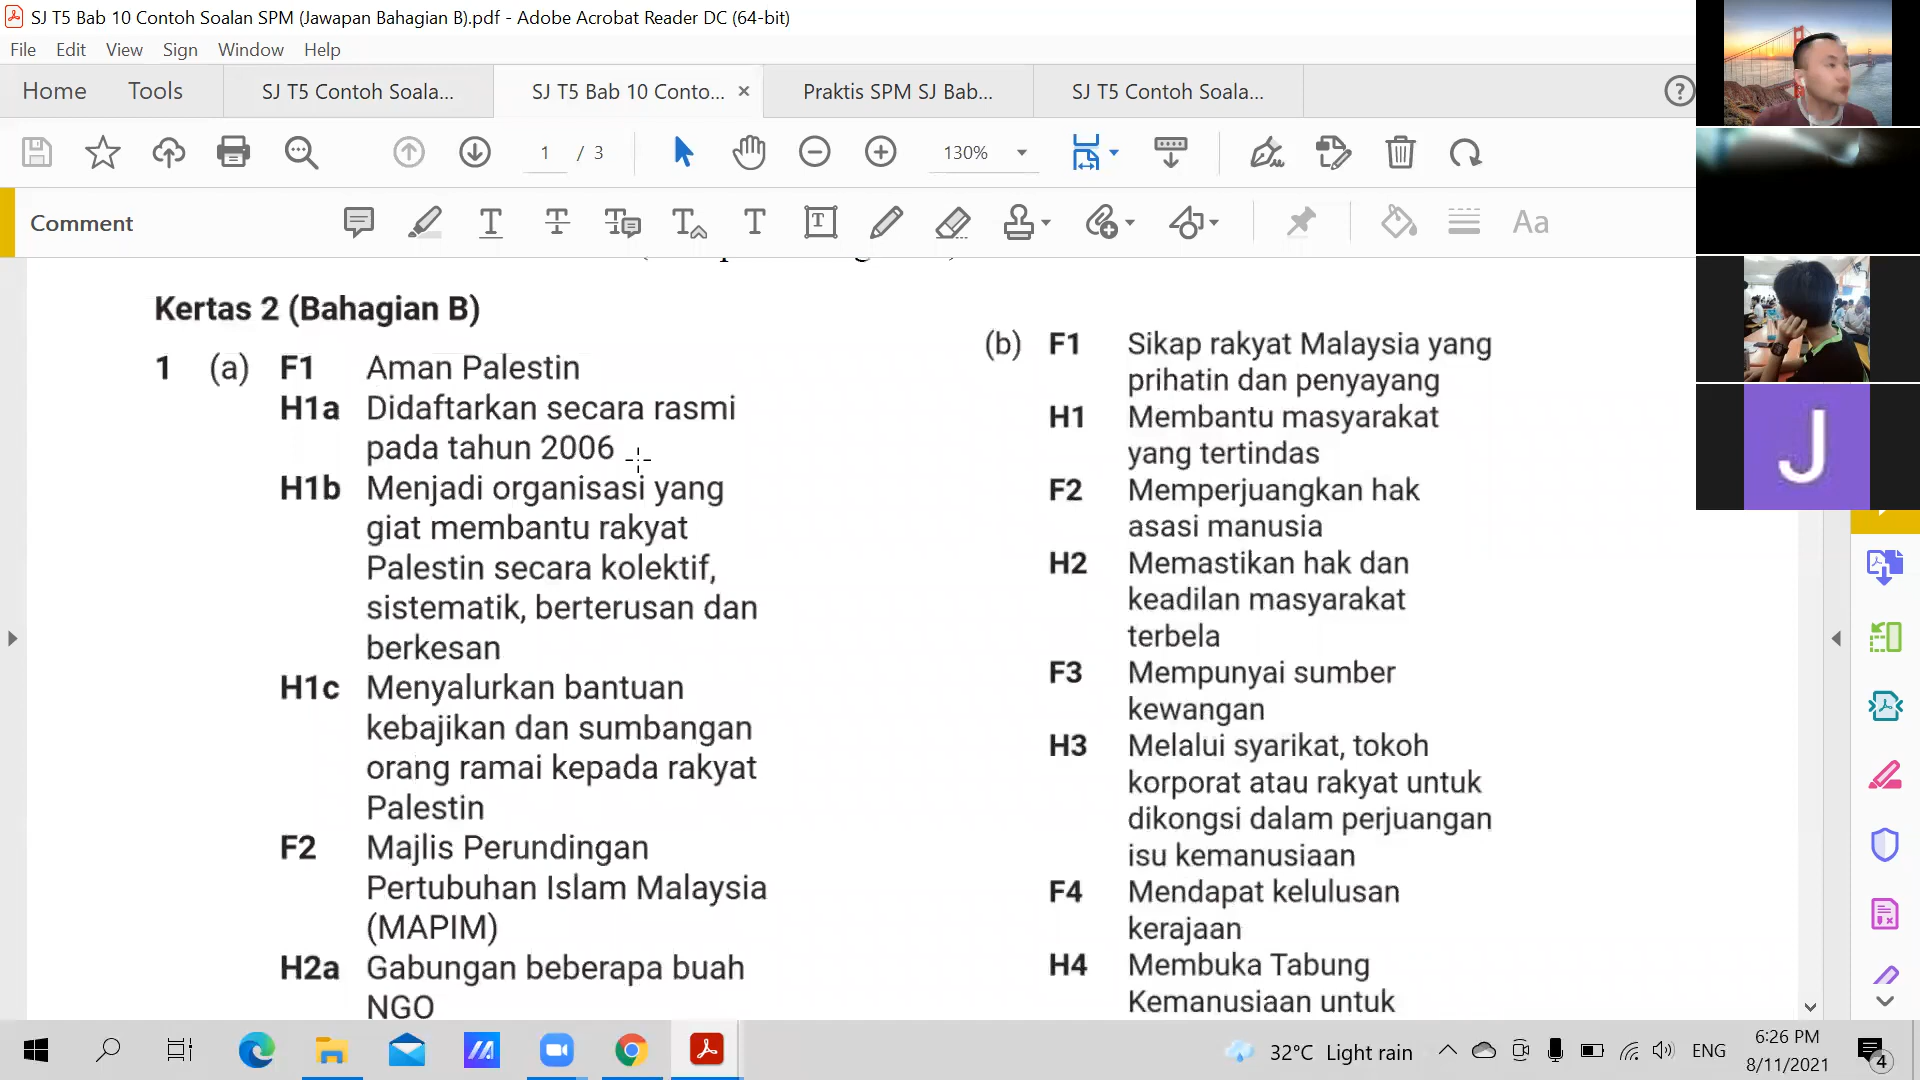 SJ T5 Bab 10 Contoh Soalan SPM (Jawapan Bahagian B).pdf - Adobe Acrobat Reader DC (64-bit)
File Edit View Sign Window Help
Home Tools SJ T5 Contoh Soala... SJ T5 Bab 10 Conto... × Praktis SPM SJ Bab... SJ T5 Contoh Soala...
1 / 3 130%
Comment
Aa
Kertas 2 (Bahagian B)
1 (a) F1 Aman Palestin
H1a Didaftarkan secara rasmi
pada tahun 2006
H1b Menjadi organisasi yang
giat membantu rakyat
Palestin secara kolektif,
sistematik, berterusan dan
berkesan
H1c Menyalurkan bantuan
kebajikan dan sumbangan
orang ramai kepada rakyat
Palestin
F2 Majlis Perundingan
Pertubuhan Islam Malaysia
(MAPIM)
H2a Gabungan beberapa buah
NGO
(b) F1 Sikap rakyat Malaysia yang
prihatin dan penyayang
H1 Membantu masyarakat
yang tertindas
F2 Memperjuangkan hak
asasi manusia
H2 Memastikan hak dan
keadilan masyarakat
terbela
F3 Mempunyai sumber
kewangan
H3 Melalui syarikat, tokoh
korporat atau rakyat untuk
dikongsi dalam perjuangan
isu kemanusiaan
F4 Mendapat kelulusan
kerajaan
H4 Membuka Tabung
Kemanusiaan untuk
J
32°C Light rain
ENG
6:26 PM
8/11/2021
4